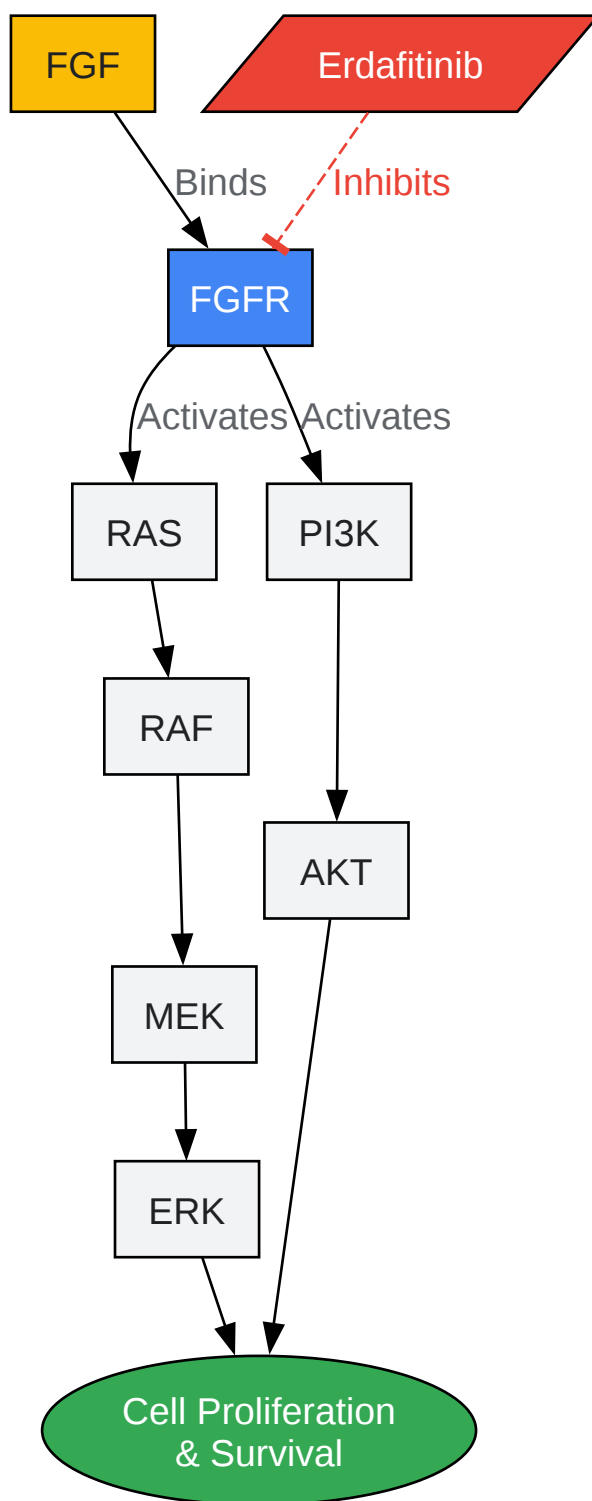 FGF
Erdafitinib
Binds
Inhibits
FGFR
Activates
Activates
RAS
PI3K
RAF
AKT
MEK
ERK
Cell Proliferation
& Survival